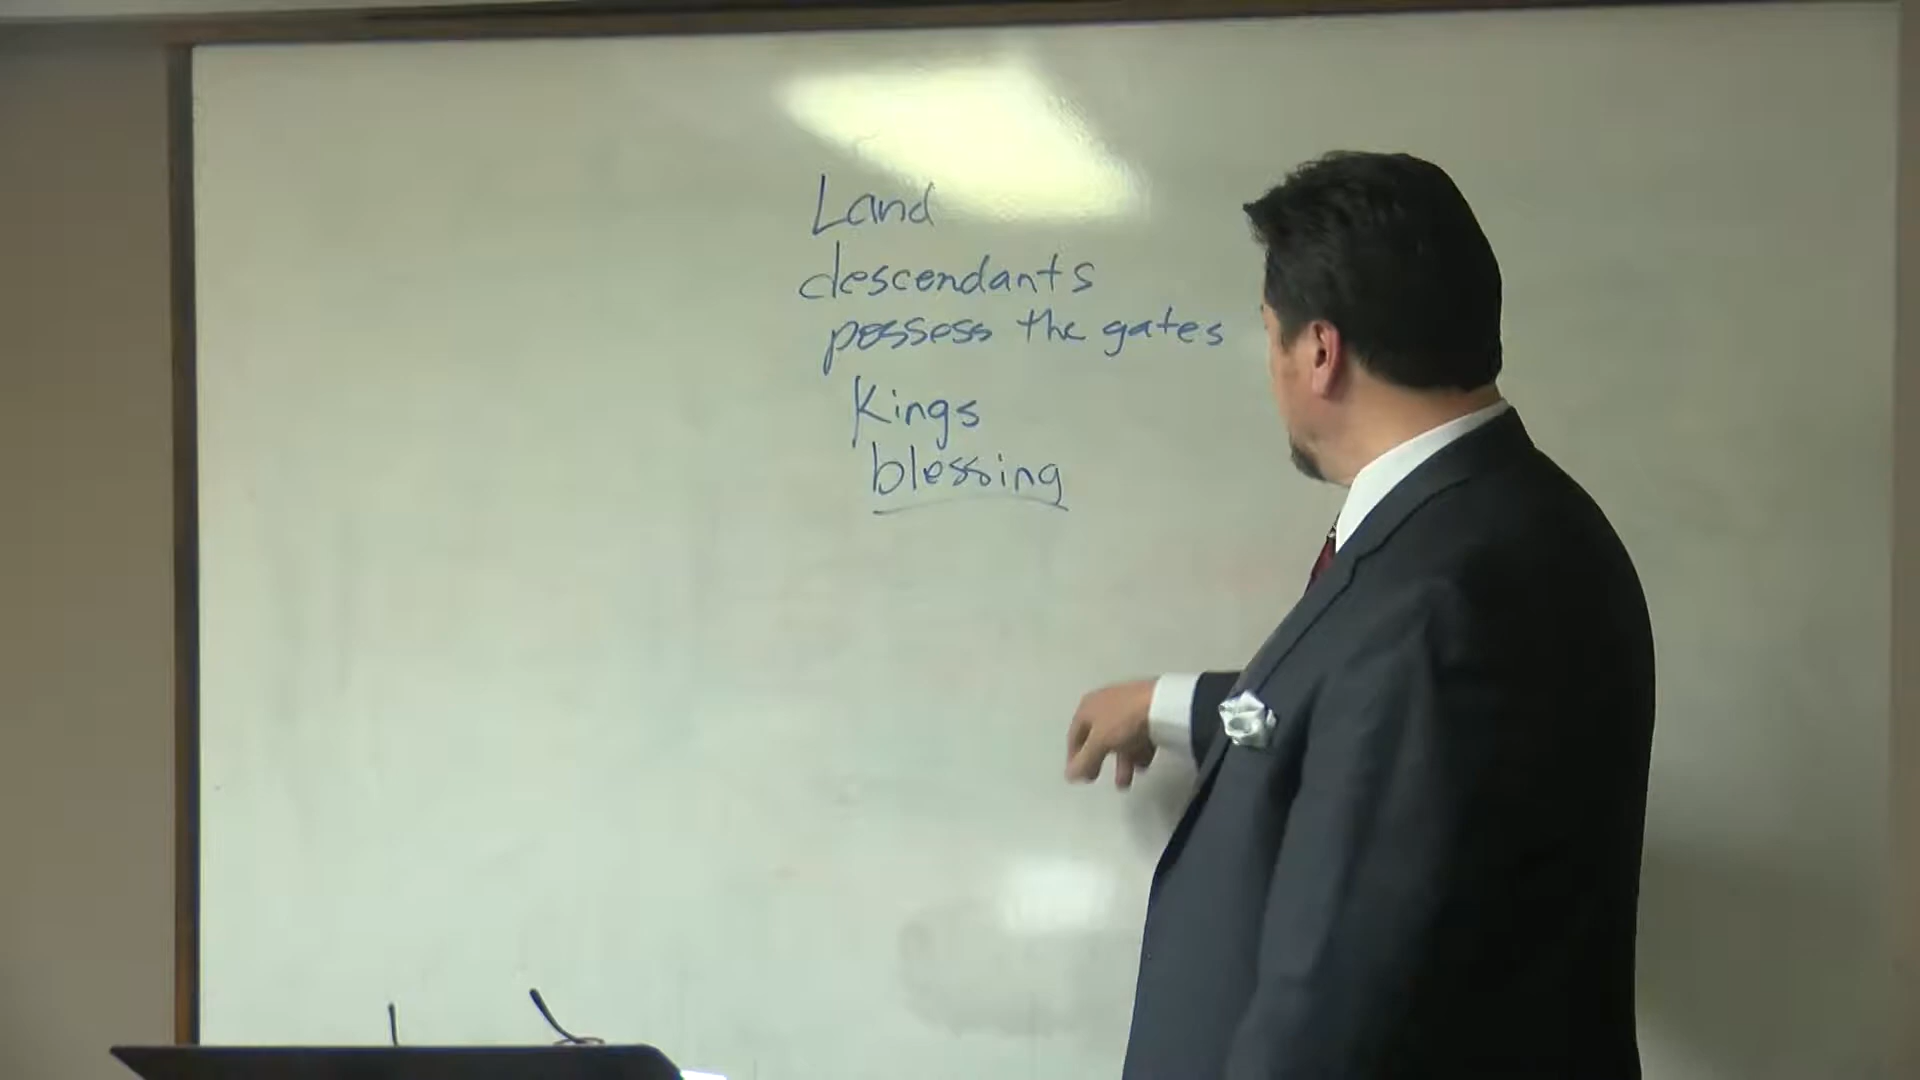 Land
descendants
possess the gates
Kings
blessing